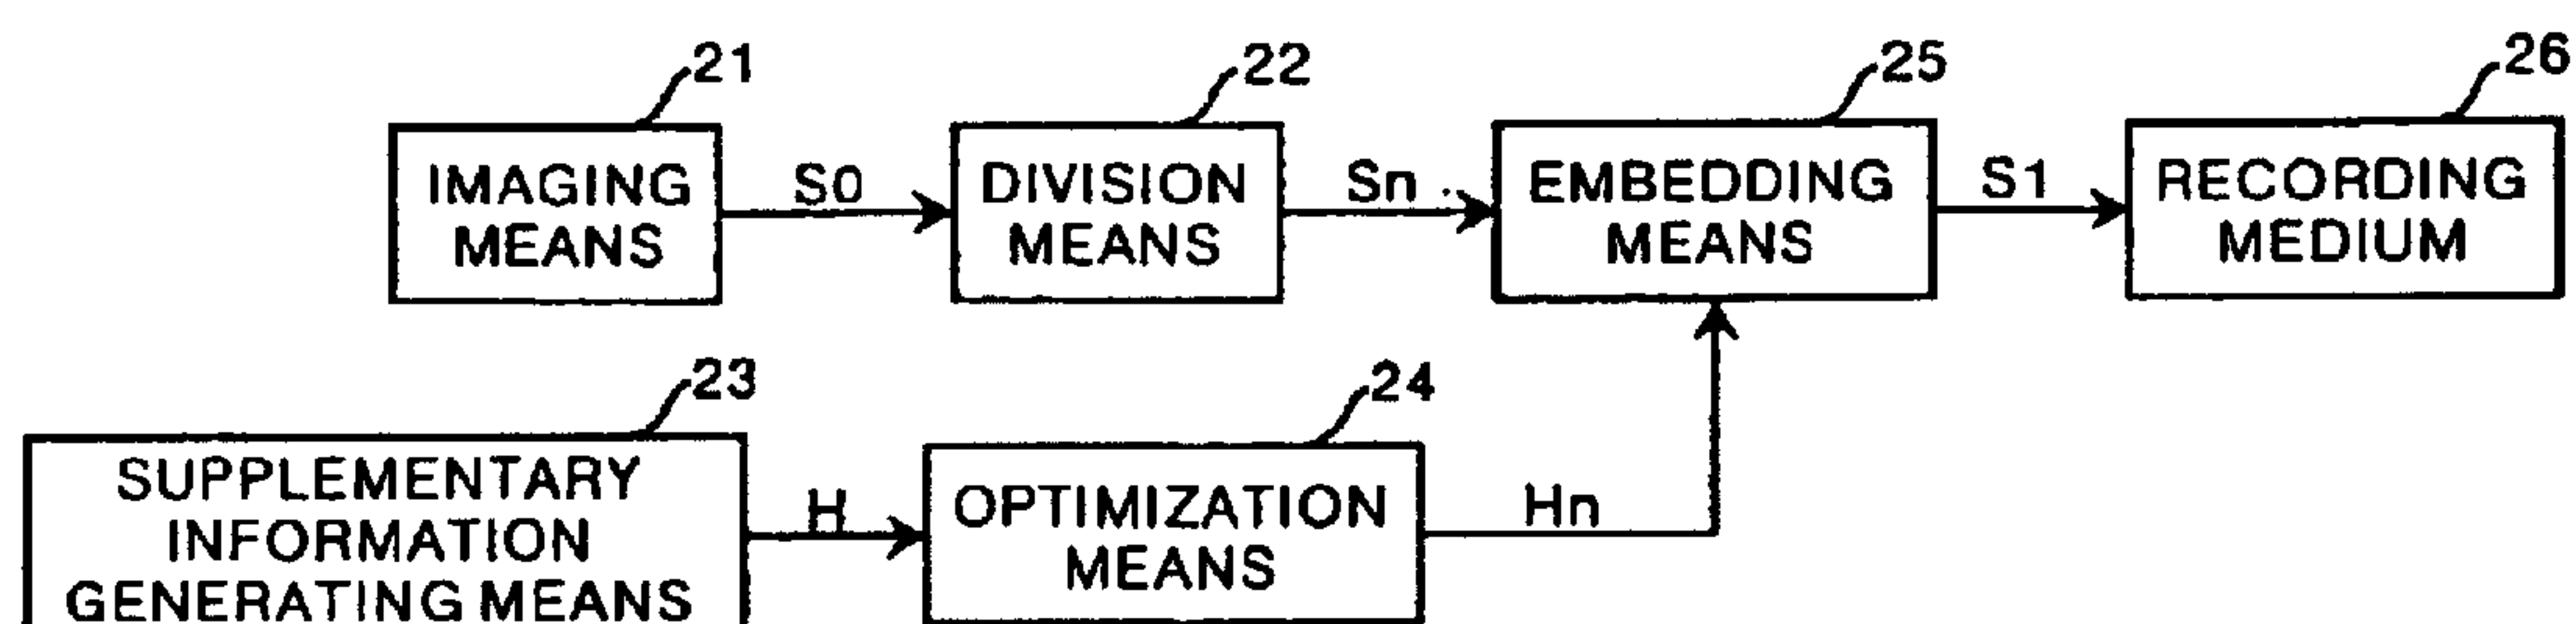 21
22
25
26
IMAGING
MEANS
S0
DIVISION
MEANS
Sn
EMBEDDING
MEANS
S1
RECORDING
MEDIUM
23
24
SUPPLEMENTARY
INFORMATION
GENERATING MEANS
H
OPTIMIZATION
MEANS
Hn